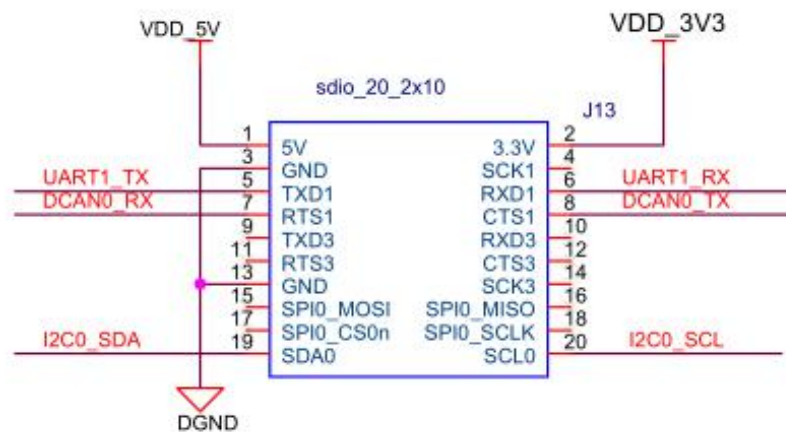 VDD_5V VDD_3V3
sdio_20_2x10
J13
1 5V 3.3V 2
3 GND SCK1 4
UART1_TX 5 TXD1 RXD1 6 UART1_RX
DCAN0_RX 7 RTS1 CTS1 8 DCAN0_TX
9 TXD3 RXD3 10
11 RTS3 CTS3 12
13 GND SCK3 14
15 SPI0_MOSI SPI0_MISO 16
17 SPI0_CS0n SPI0_SCLK 18
I2C0_SDA 19 SDA0 SCL0 20 I2C0_SCL
DGND